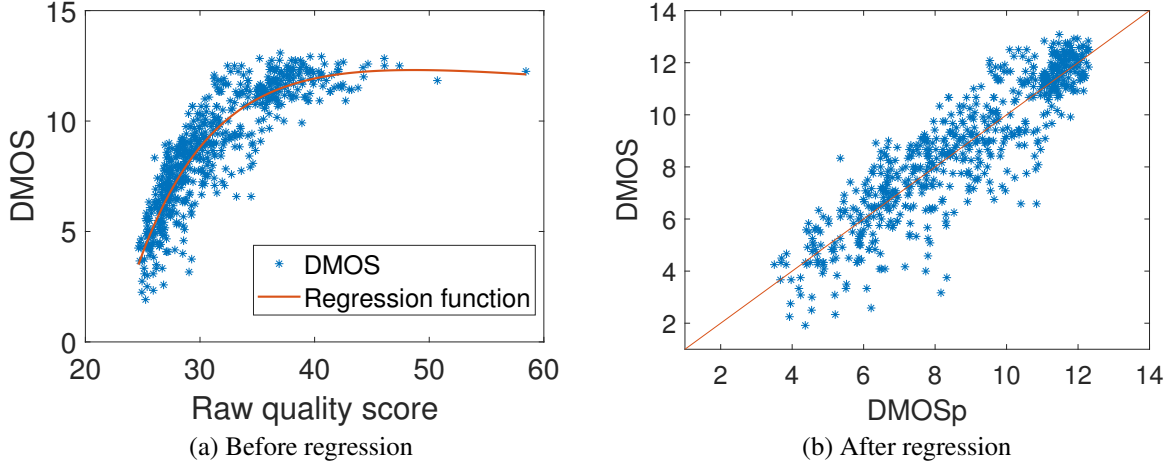 15
10
5
0
DMOS
DMOS
Regression function
20
30
40
50
60
Raw quality score
(a) Before regression
14
12
10
8
6
4
2
DMOS
2
4
6
8
10
12
14
DMOSp
(b) After regression